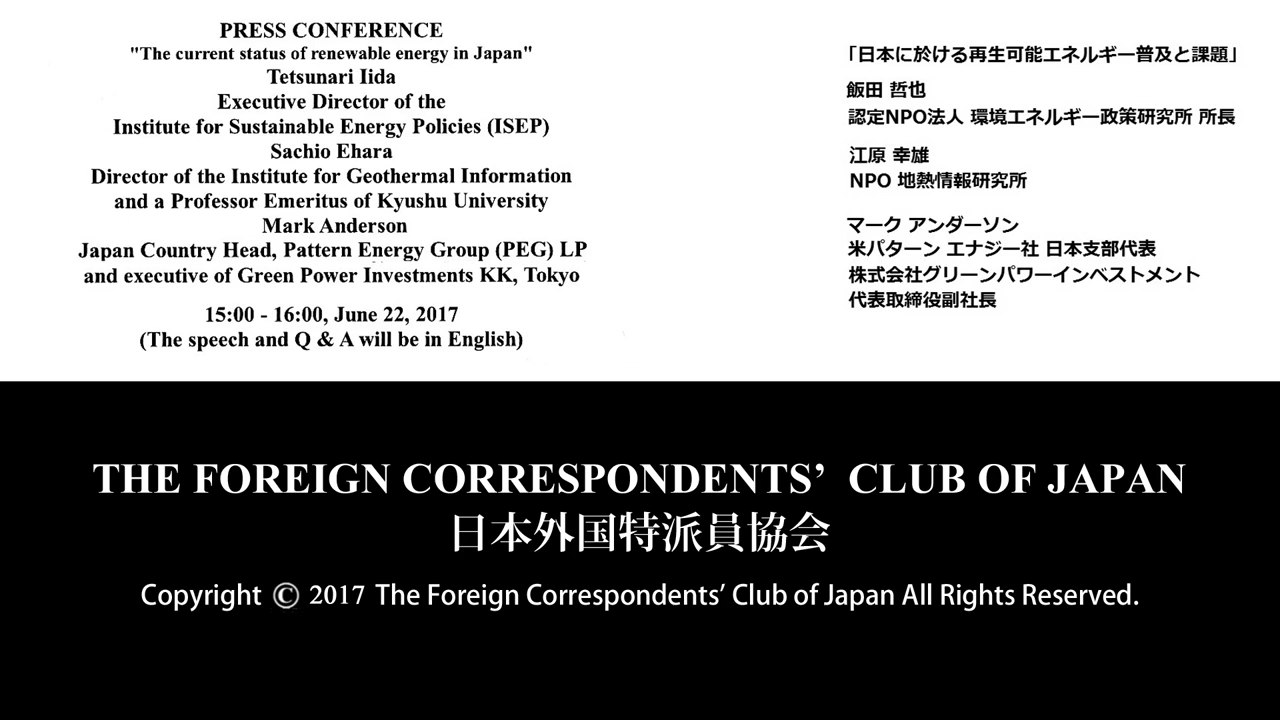 PRESS CONFERENCE
"The current status of renewable energy in Japan"
Tetsunari Iida
Executive Director of the
Institute for Sustainable Energy Policies (ISEP)
Sachio Ehara
Director of the Institute for Geothermal Information
and a Professor Emeritus of Kyushu University
Mark Anderson
Japan Country Head, Pattern Energy Group (PEG) LP
and executive of Green Power Investments KK, Tokyo
15:00 - 16:00, June 22, 2017
(The speech and Q & A will be in English)
「日本に於ける再生可能エネルギー普及と課題」
飯田 哲也
認定NPO法人 環境エネルギー政策研究所 所長
江原 幸雄
NPO 地熱情報研究所
マーク アンダーソン
米パターン エナジー社 日本支部代表
株式会社グリーンパワーインベストメント
代表取締役副社長
THE FOREIGN CORRESPONDENTS’ CLUB OF JAPAN
日本外国特派員協会
Copyright © 2017 The Foreign Correspondents’ Club of Japan All Rights Reserved.